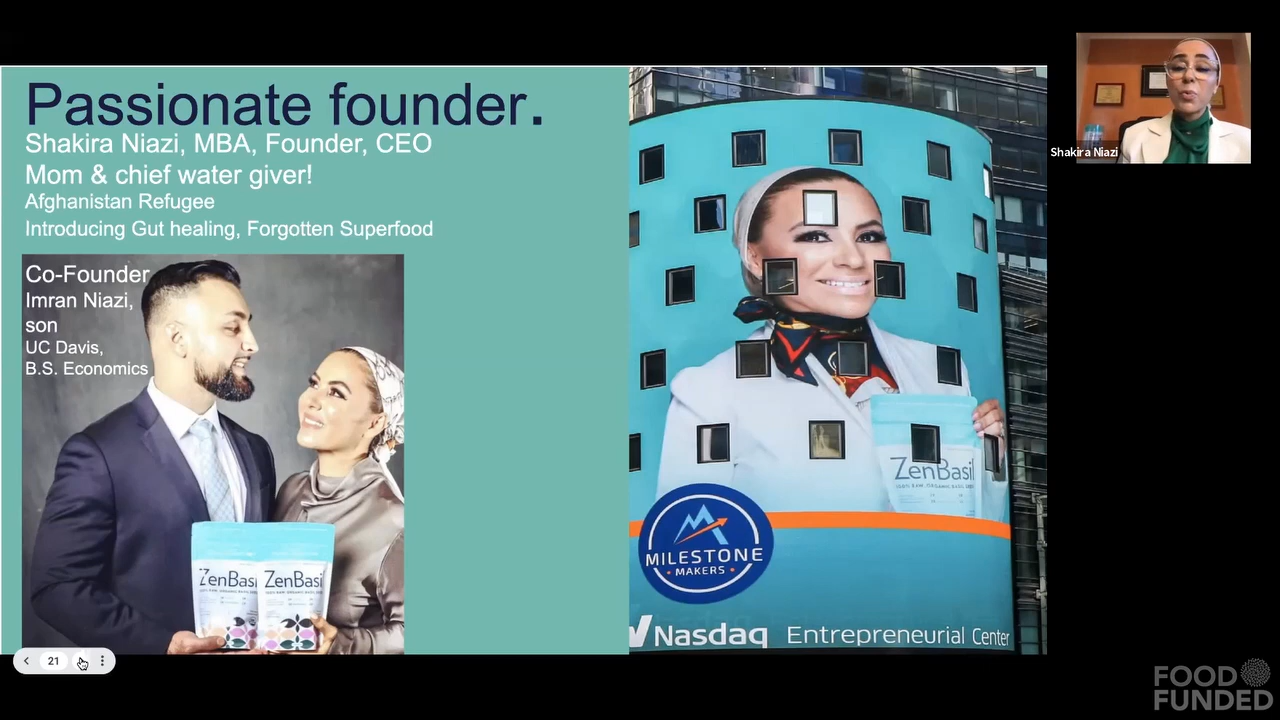 Passionate founder.
Shakira Niazi, MBA, Founder, CEO
Mom & chief water giver!
Afghanistan Refugee
Introducing Gut healing, Forgotten Superfood
Co-Founder
Imran Niazi,
son
UC Davis,
B.S. Economics
ZenBasil
ZenBasil
ZenBasil
MILESTONE
MAKERS
Nasdaq Entrepreneurial Center
Shakira Niazi
21
FOOD
FUNDED